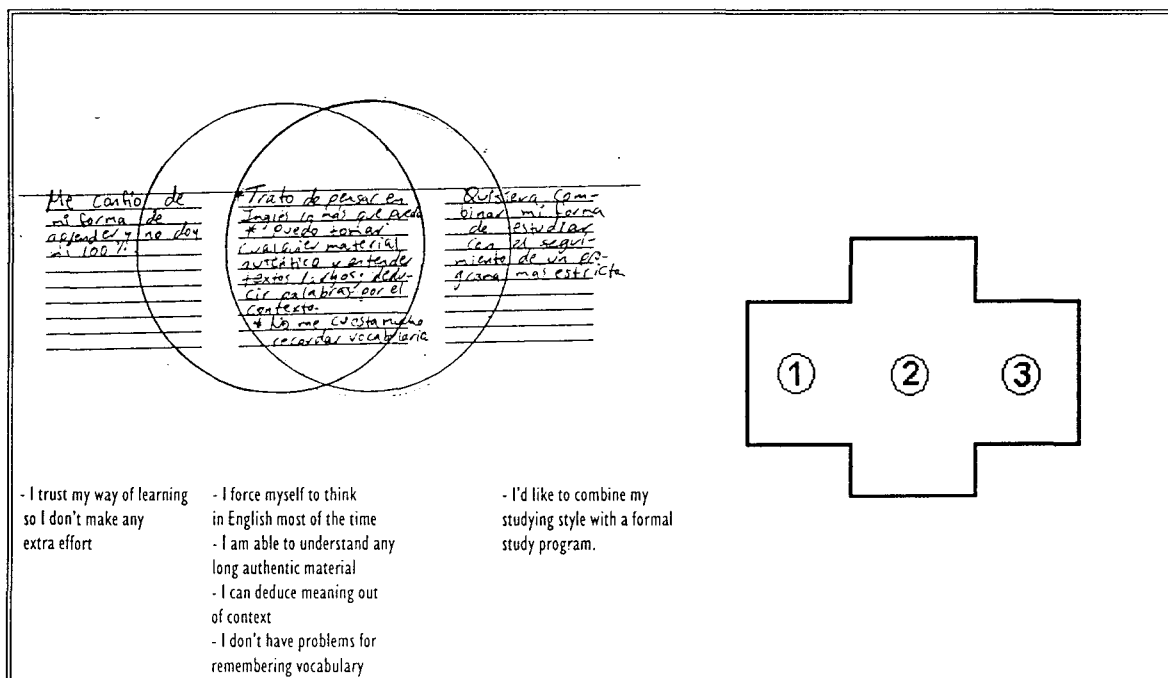 Me confio de
mi forma de
aprender y no doy
mi 100%
* Trato de pensar en
Ingles lo más que puedo
* Puedo tomar
cualquier material
auténtico y entender
textos
cir palabras por el
contexto.
* No me cuesta mucho
recordar vocabulario
Quisiera com-
binar mi forma
de estudiar
con el segui-
miento de un pro-
grama mas estricto
1
2
3
- I trust my way of learning
so I don't make any
extra effort
- I force myself to think
in English most of the time
- I am able to understand any
long authentic material
- I can deduce meaning out
of context
- I don't have problems for
remembering vocabulary
- I'd like to combine my
studying style with a formal
study program.